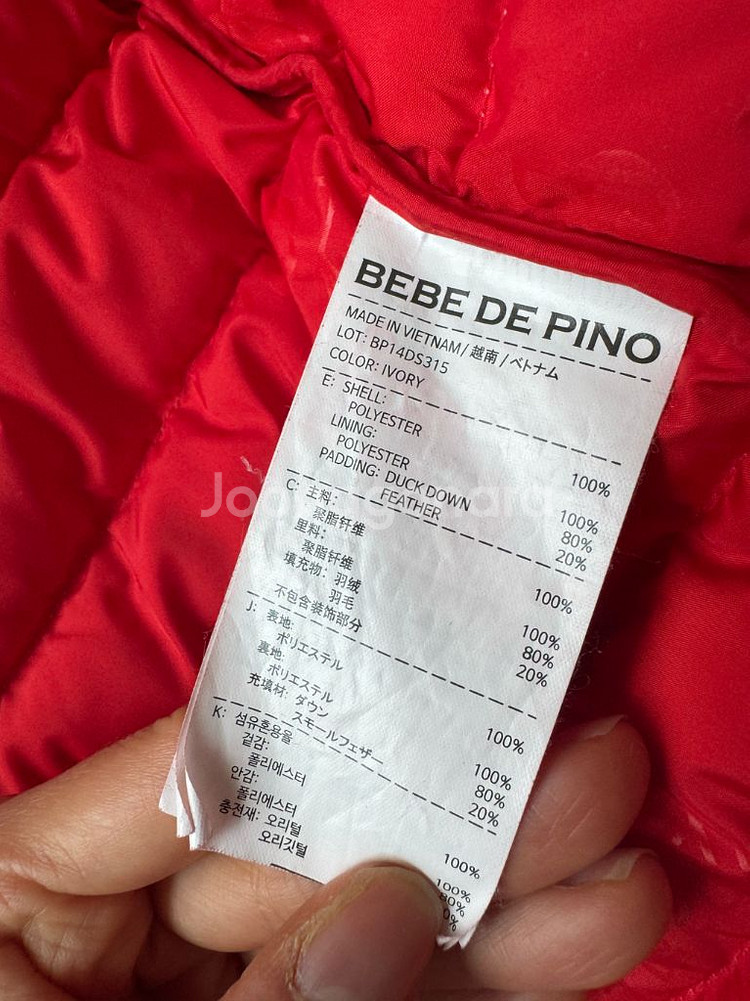 BEBE DE PINO
MADE IN VIETNAM / 越南 / ベトナム
LOT: BP14DS315
COLOR: IVORY
E: SHELL:
POLYESTER 100%
LINING:
POLYESTER 100%
PADDING: DUCK DOWN 80%
FEATHER 20%
C: 主料:
聚脂钎维 100%
里料:
聚脂钎维 100%
填充物: 羽绒 80%
羽毛 20%
不包含装饰部分
J: 表地:
ポリエステル 100%
裏地:
ポリエステル 100%
充填材: ダウン 80%
スモールフェザー 20%
K: 섬유혼용율
겉감:
폴리에스터 100%
안감:
폴리에스터 100%
충전재: 오리털 80%
오리깃털 0%